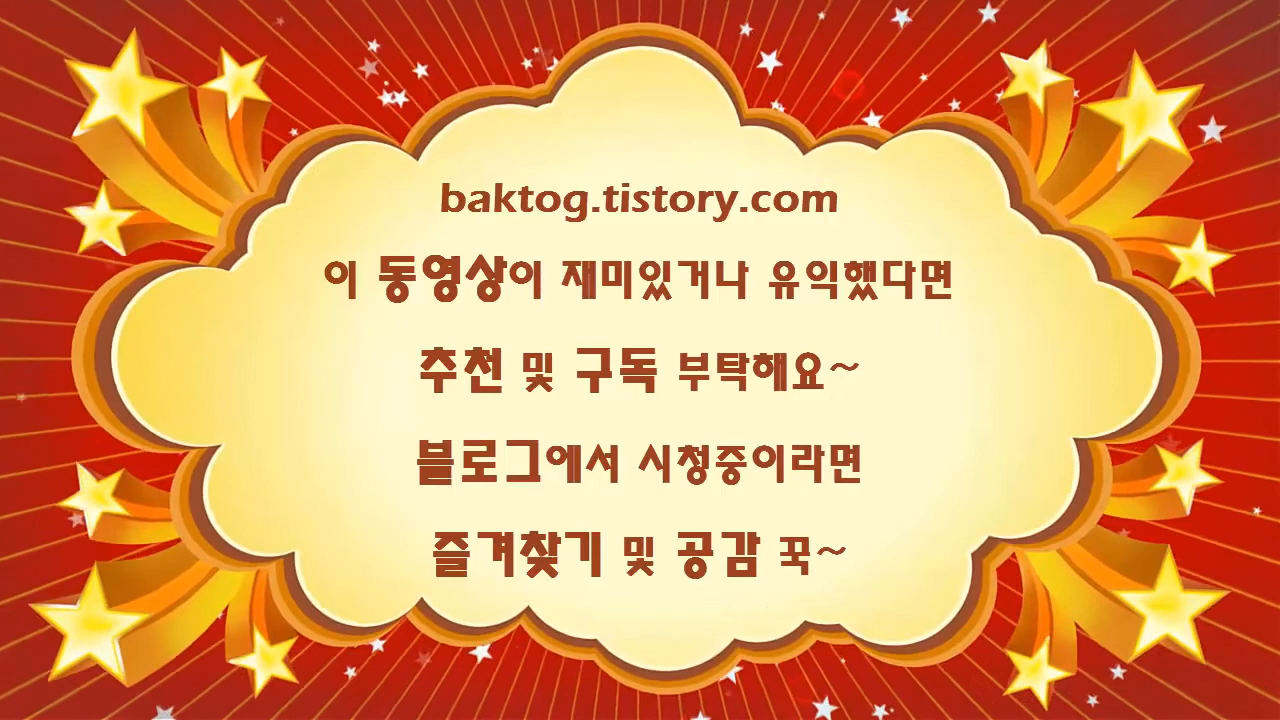 baktog.tistory.com
이 동영상이 재미있거나 유익했다면
추천 및 구독 부탁해요~
블로그에서 시청중이라면
즐겨찾기 및 공감 꾹~